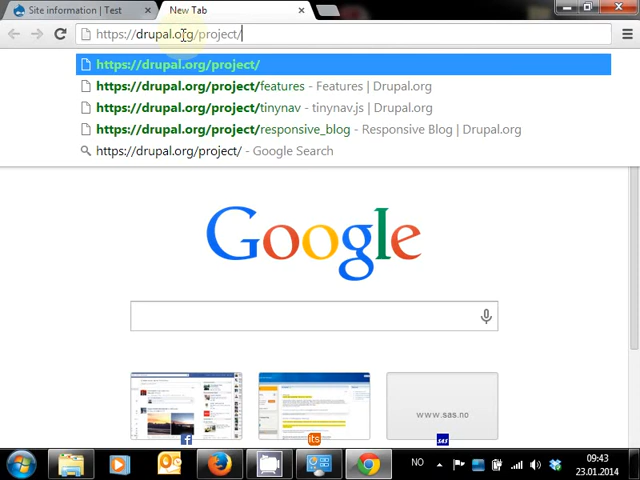 Site information | Test
New Tab
https://drupal.org/project/
https://drupal.org/project/
https://drupal.org/project/features - Features | Drupal.org
https://drupal.org/project/tinynav - tinynav.js | Drupal.org
https://drupal.org/project/responsive_blog - Responsive Blog | Drupal.org
https://drupal.org/project/ - Google Search
Google
www.sas.no
f
its
SAS
NO
09:43
23.01.2014